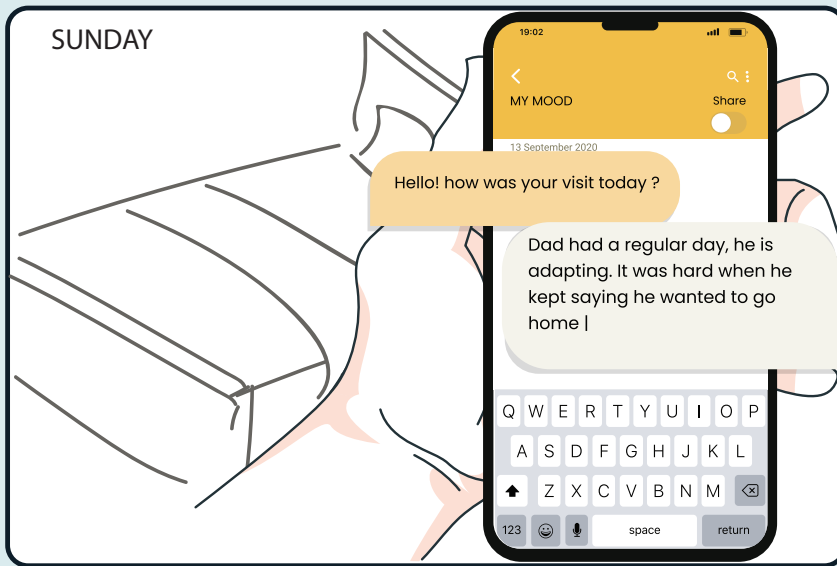 SUNDAY
19:02
MY MOOD
Share
13 September 2020
Hello! how was your visit today ?
Dad had a regular day, he is
adapting. It was hard when he
kept saying he wanted to go
home |
Q W E R T Y U I O P
A S D F G H J K L
Z X C V B N M
123 space return